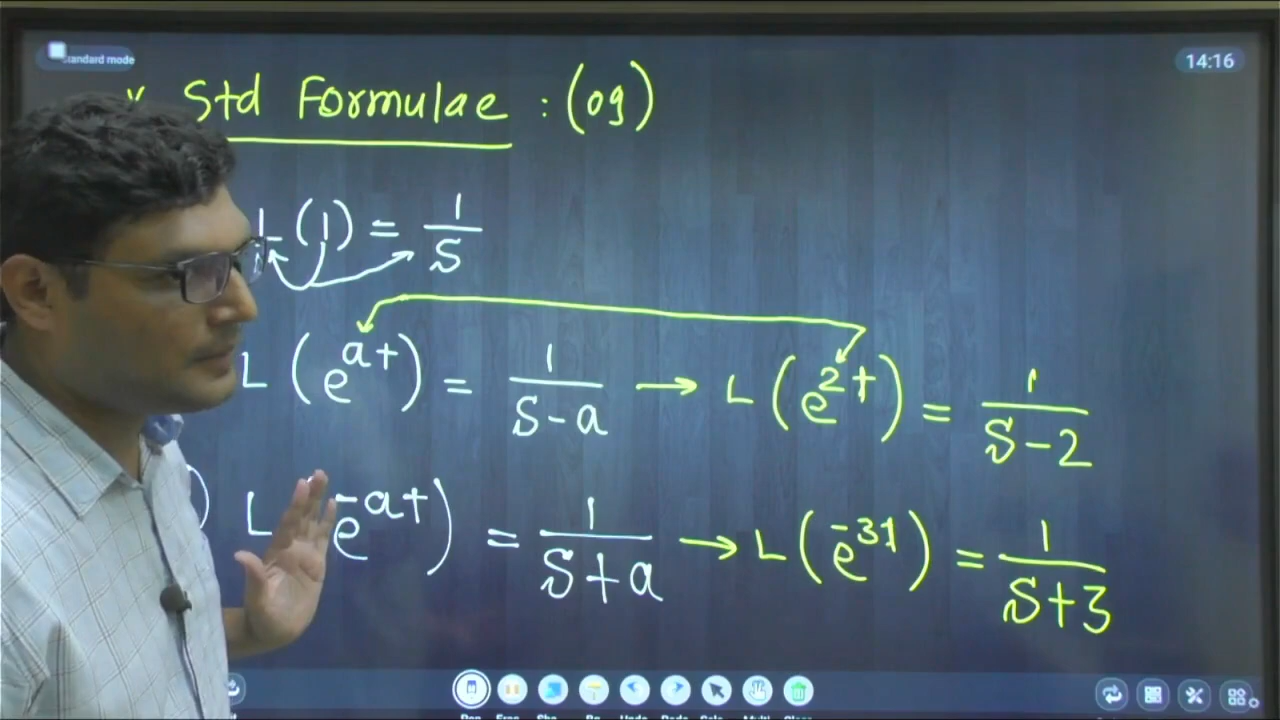 Standard mode
14:16
Std Formulae : (09)
L (1) = 1/S
L (e^at) = 1/S-a → L (e^2t) = 1/S-2
L e^-at) = 1/S+a → L (e^-3t) = 1/S+3